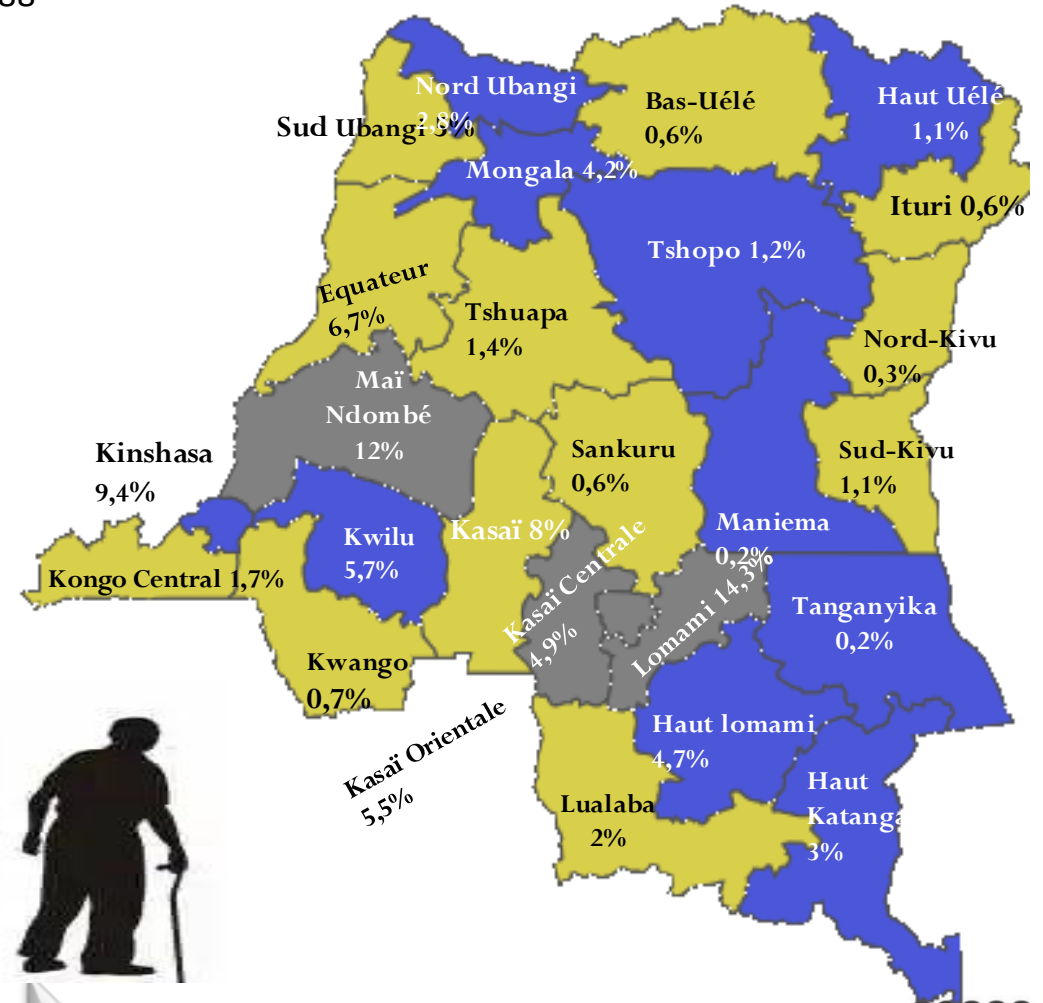 Nord Ubangi
3,8%
Sud Ubangi 5%
Bas-Uélé
0,6%
Haut Uélé
1,1%
Mongala 4,2%
Ituri 0,6%
Tshopo 1,2%
Equateur
6,7%
Tshuapa
1,4%
Nord-Kivu
0,3%
Maï
Ndombé
12%
Kinshasa
9,4%
Sankuru
0,6%
Sud-Kivu
1,1%
Kwilu
5,7%
Kasaï 8%
Maniema
0,2%
Kongo Central 1,7%
Kasaï Centrale
4,9%
Lomami 14,3%
Tanganyika
0,2%
Kwango
0,7%
Kasaï Orientale
5,5%
Haut lomami
4,7%
Lualaba
2%
Haut
Katanga
3%